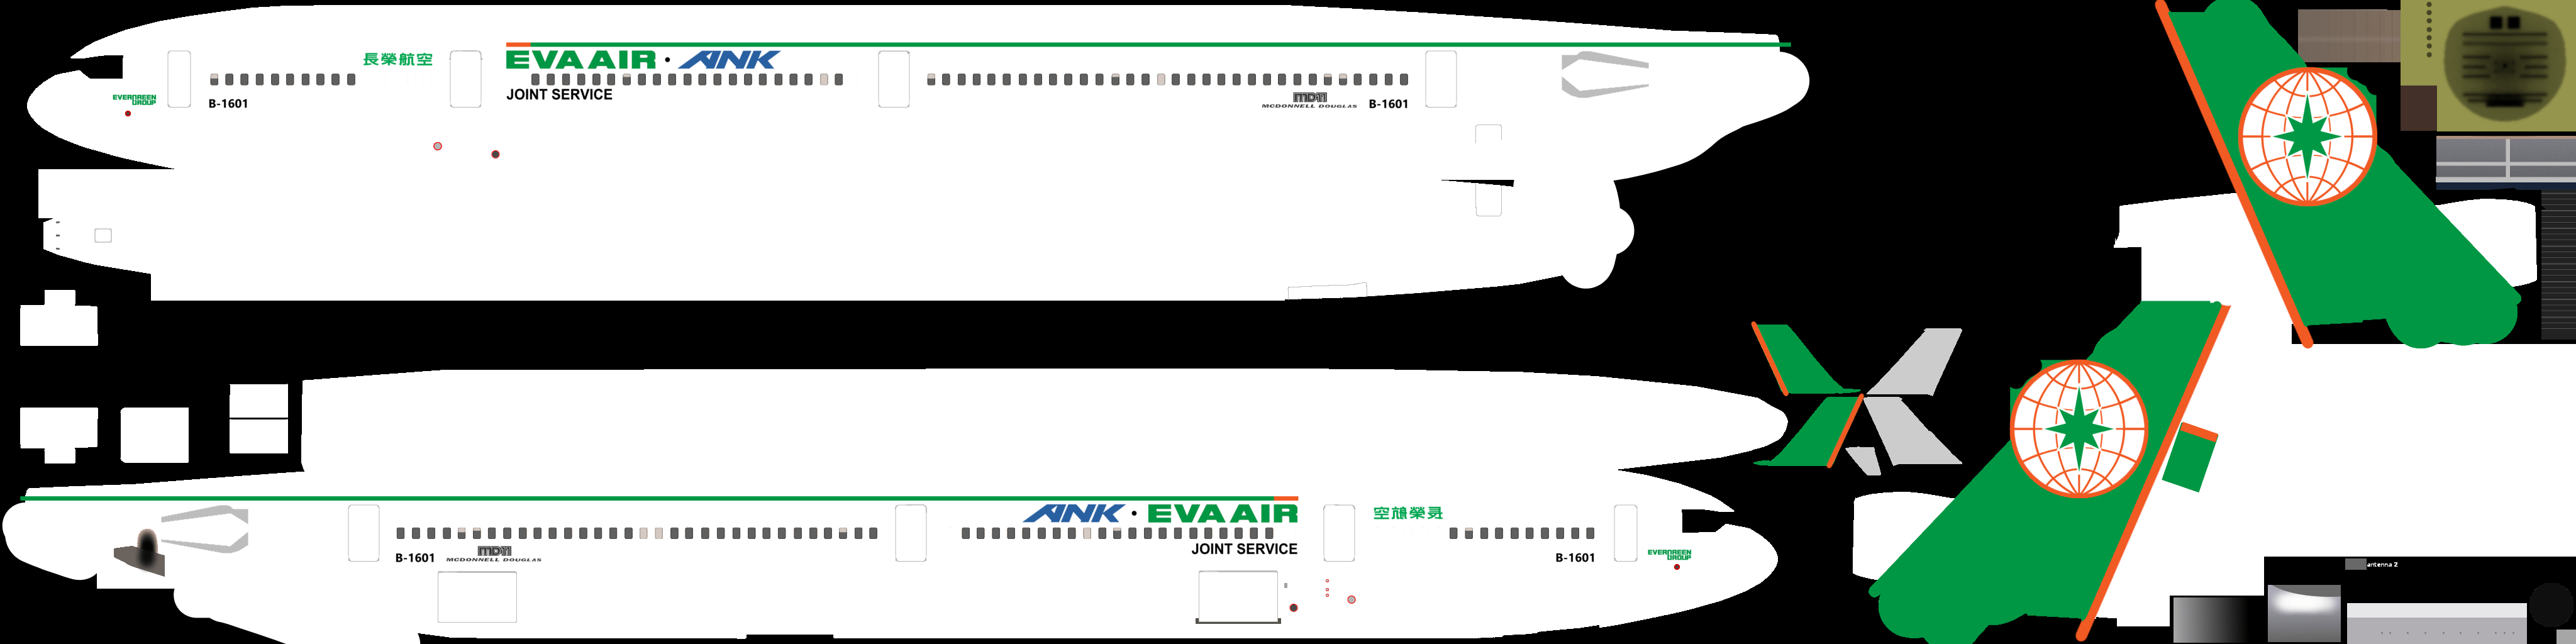 長榮航空
EVA AIR · ANK
JOINT SERVICE
EVERGREEN
GROUP
B-1601
MD11
MCDONNELL DOUGLAS
B-1601
ANK · EVA AIR
空航榮長
JOINT SERVICE
B-1601
MD11
MCDONNELL DOUGLAS
B-1601
EVERGREEN
GROUP
antenna 2